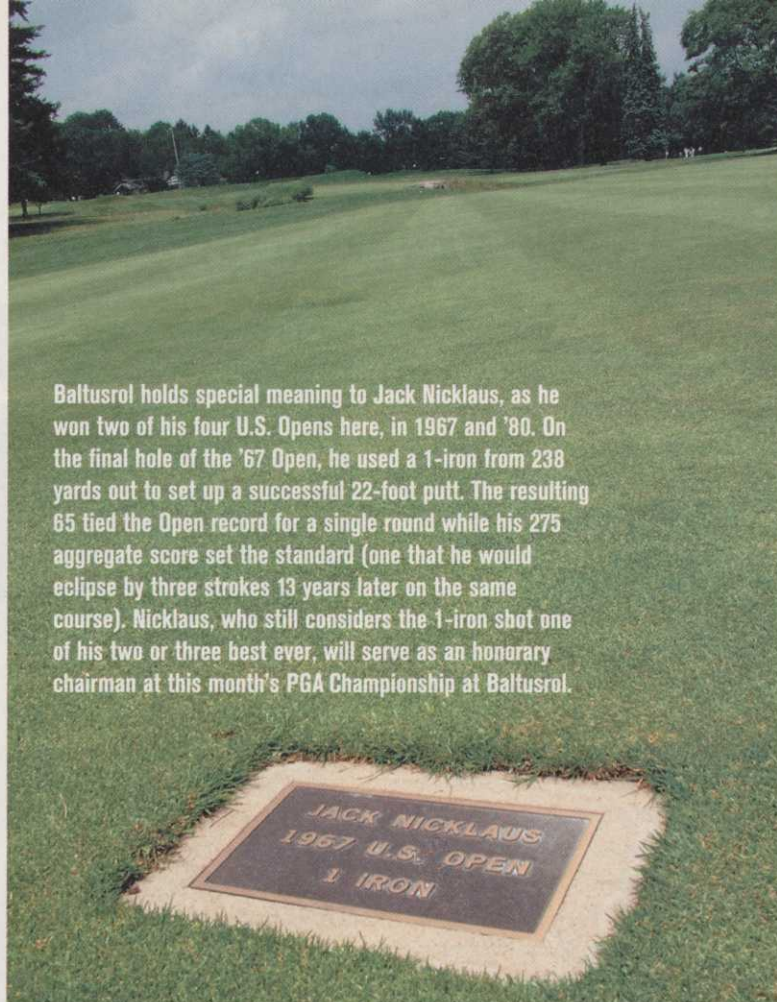 Baltusrol holds special meaning to Jack Nicklaus, as he
won two of his four U.S. Opens here, in 1967 and '80. On
the final hole of the '67 Open, he used a 1-iron from 238
yards out to set up a successful 22-foot putt. The resulting
65 tied the Open record for a single round while his 275
aggregate score set the standard (one that he would
eclipse by three strokes 13 years later on the same
course). Nicklaus, who still considers the 1-iron shot one
of his two or three best ever, will serve as an honorary
chairman at this month's PGA Championship at Baltusrol.
JACK NICKLAUS
1967 U.S. OPEN
1 IRON